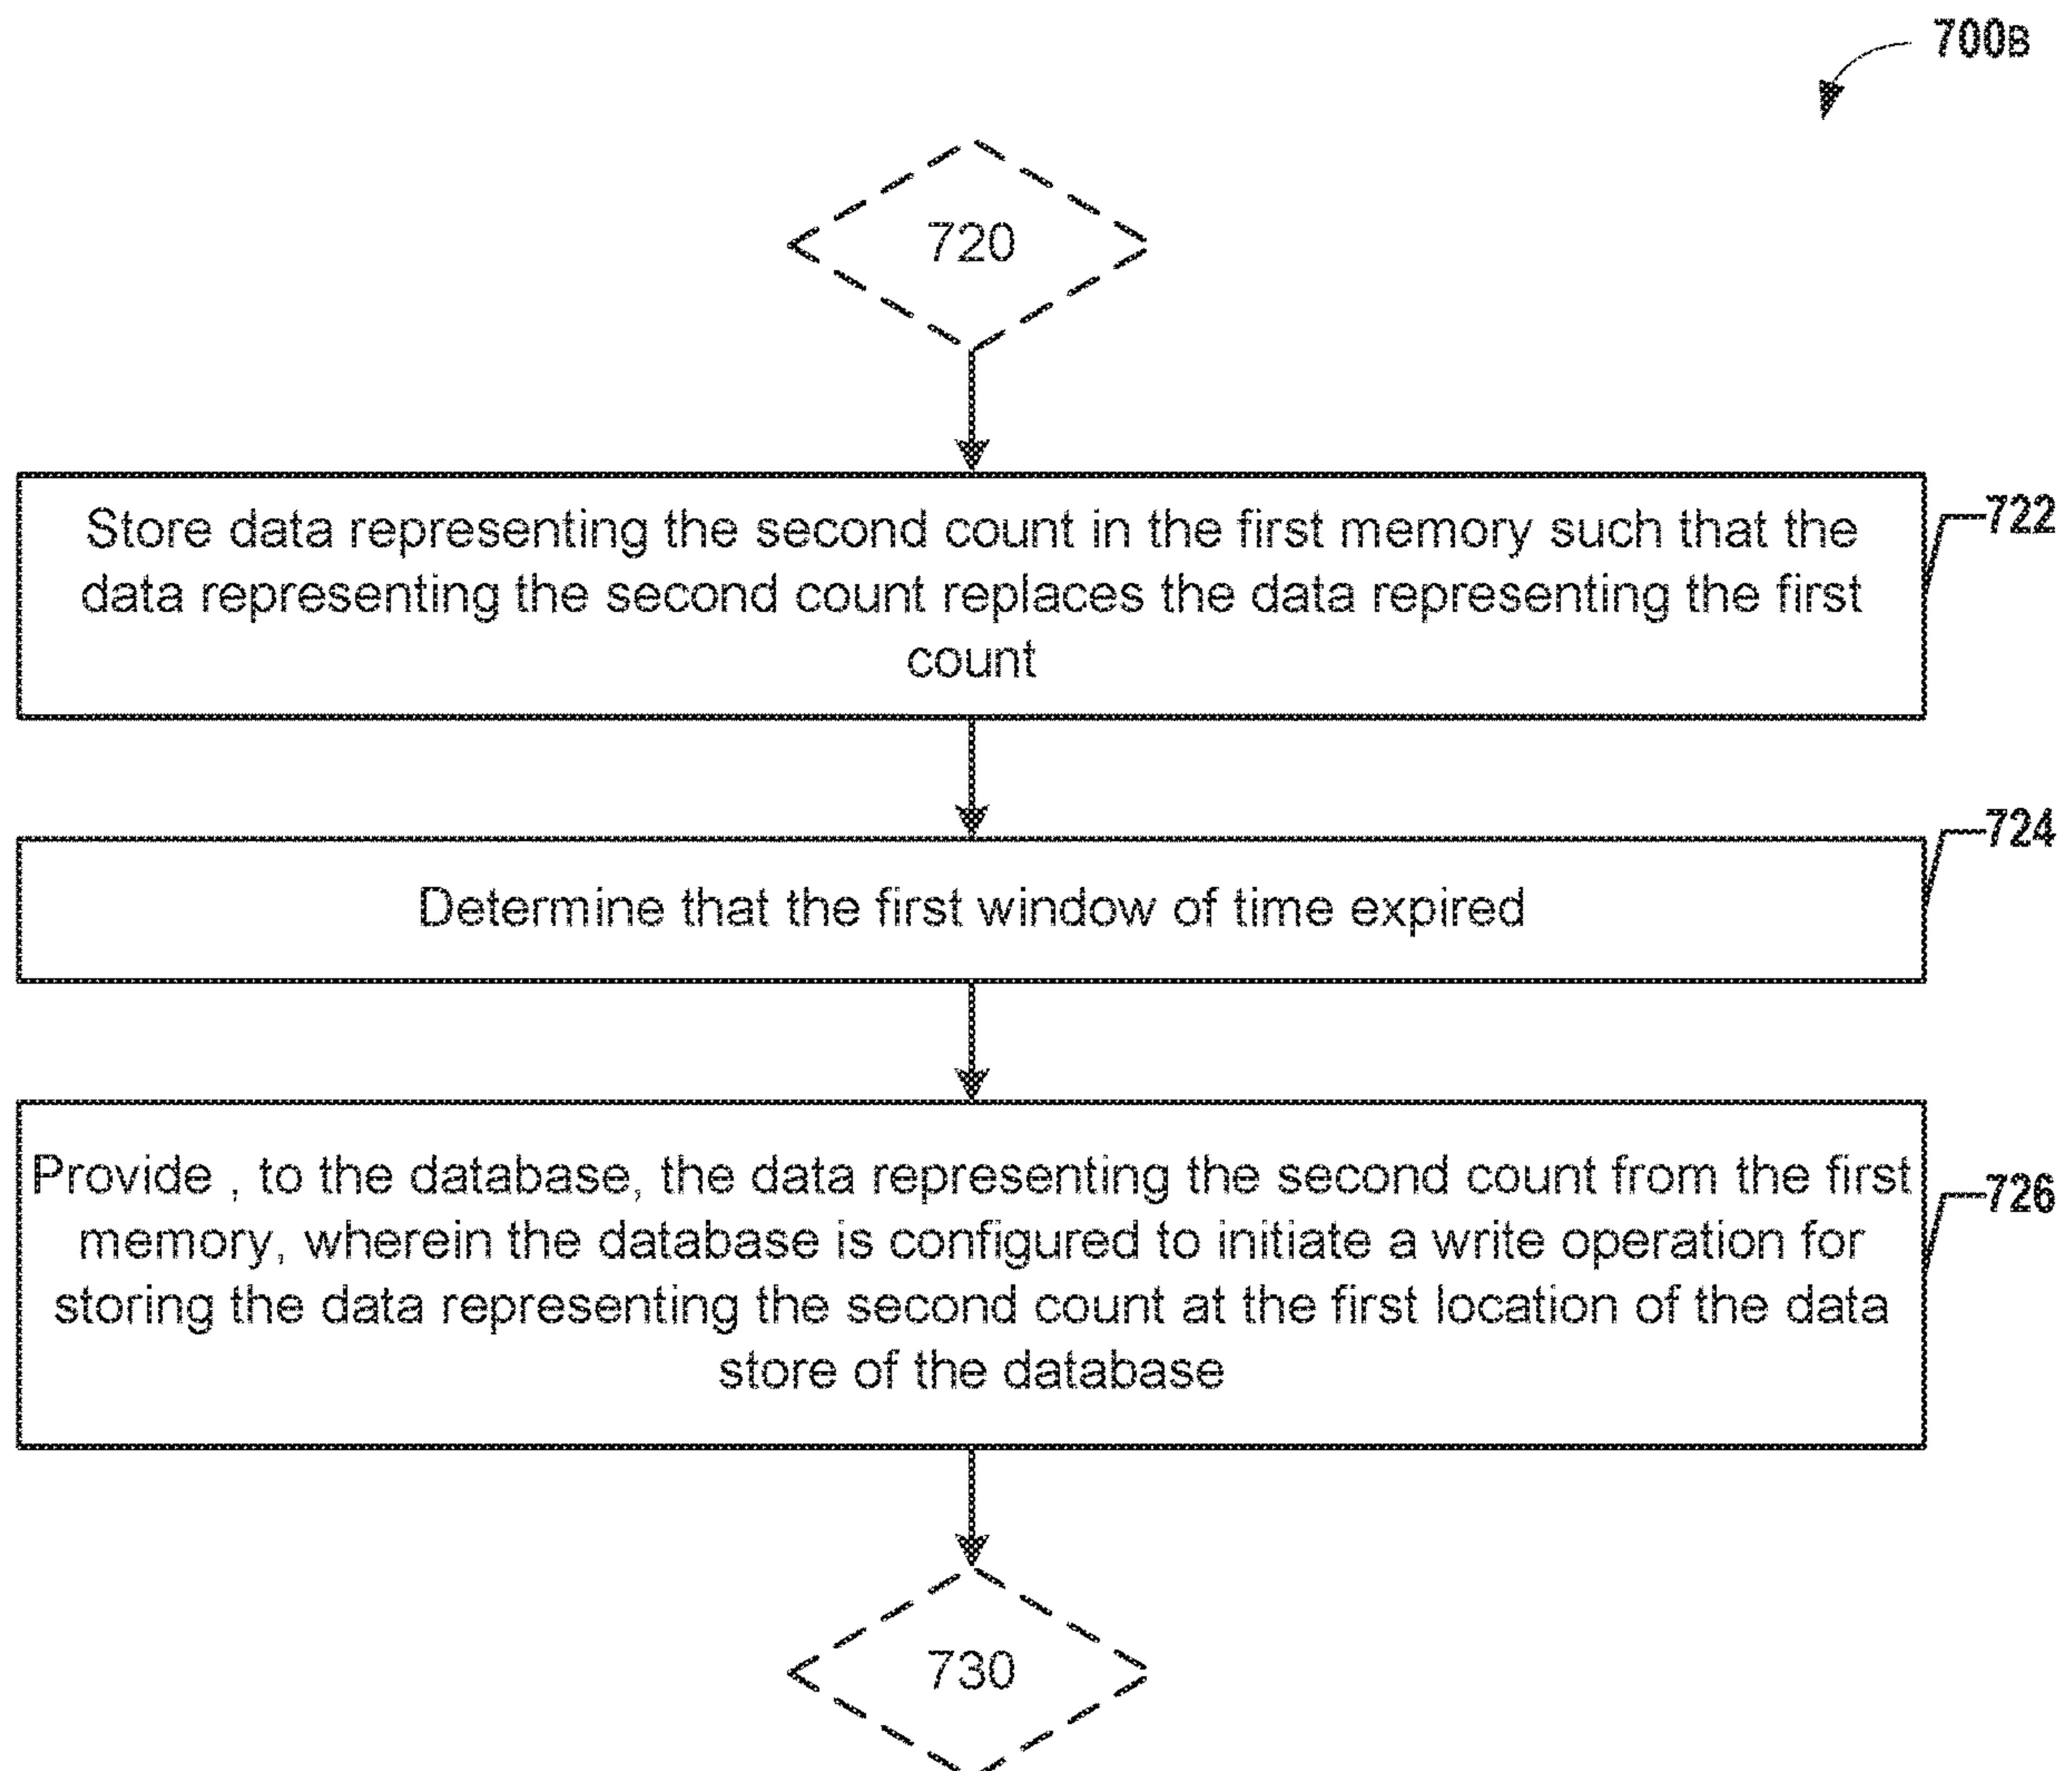 700B
720
Store data representing the second count in the first memory such that the
data representing the second count replaces the data representing the first
count
722
Determine that the first window of time expired
724
Provide , to the database, the data representing the second count from the first
memory, wherein the database is configured to initiate a write operation for
storing the data representing the second count at the first location of the data
store of the database
726
730